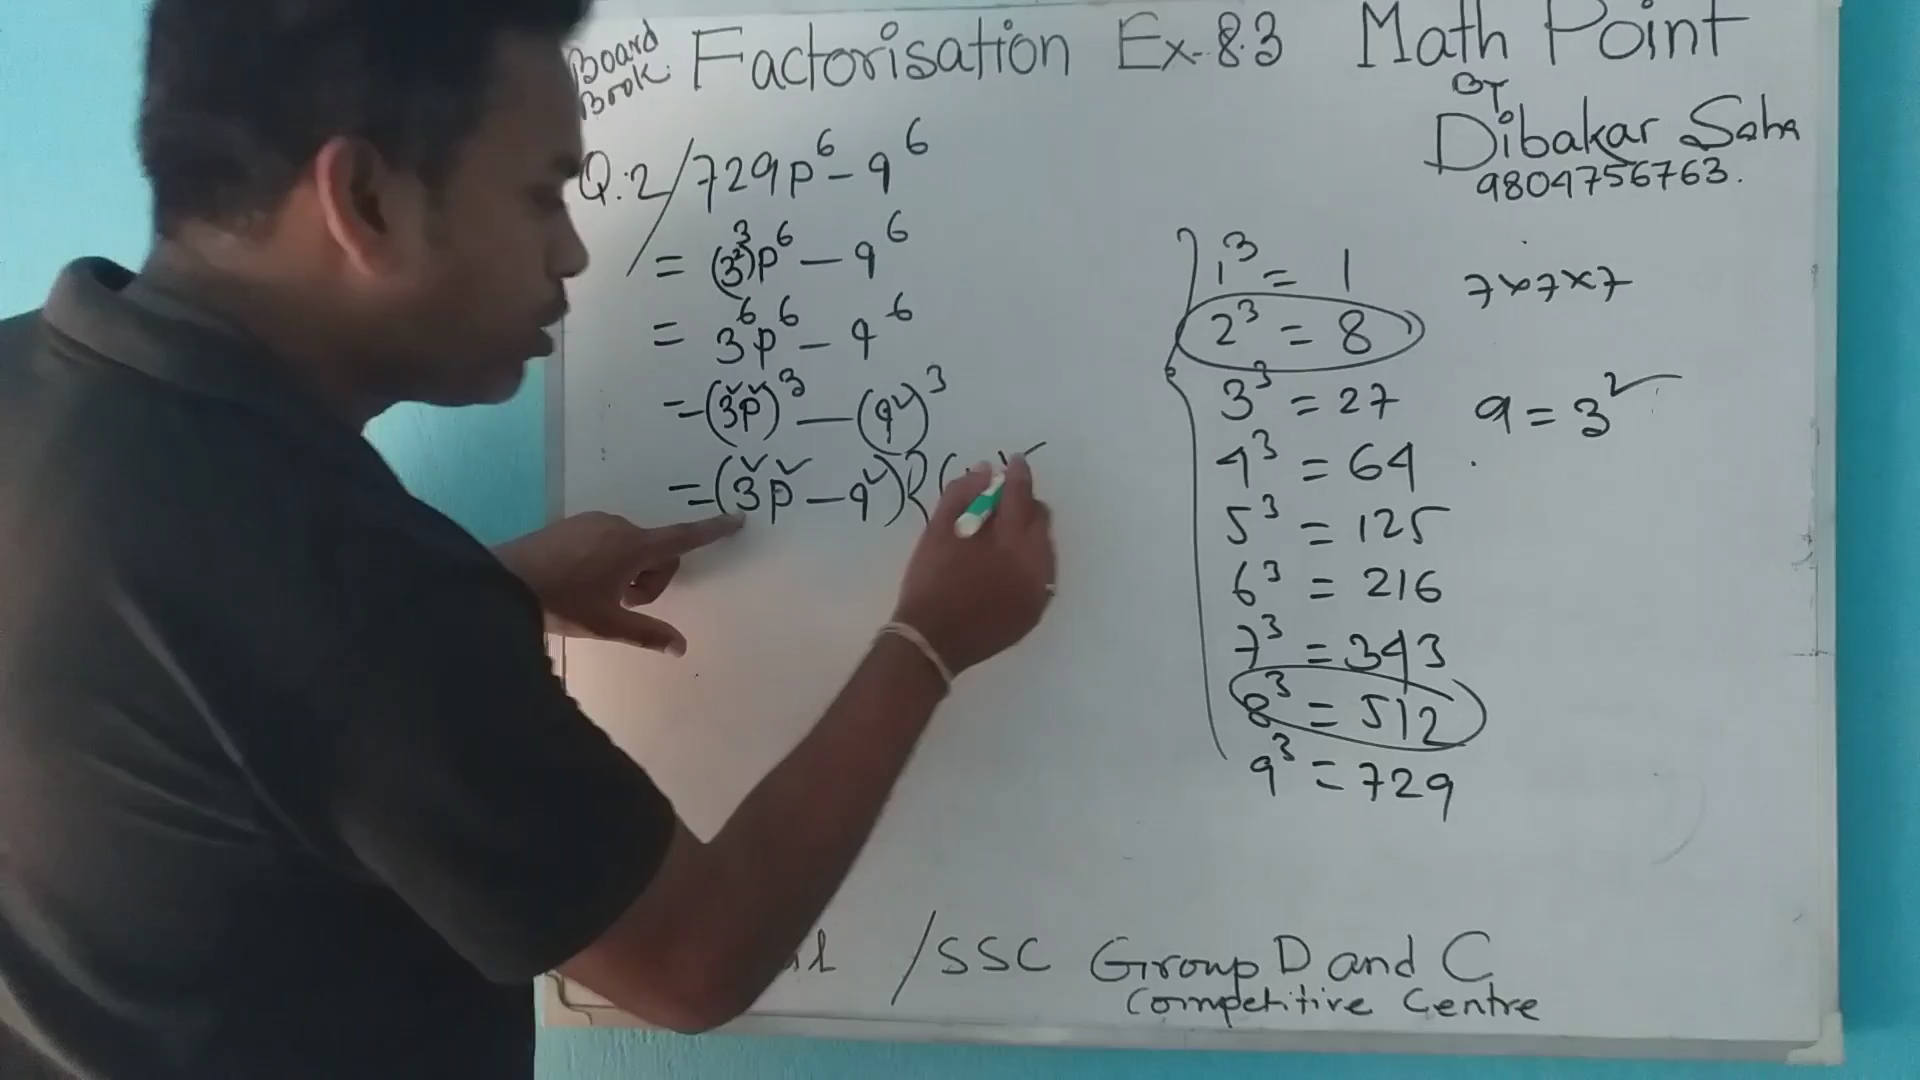 Board Book. Factorisation Ex-8.3 Math Point
By
Dibakar Saha
9804756763.
Q.2/ 729p⁶ - q⁶
= (3²)³p⁶ - q⁶
= 3⁶p⁶ - q⁶
= (3²p²)³ - (q²)³
= (3²p² - q²) { (
1³ = 1
2³ = 8
3³ = 27
4³ = 64
5³ = 125
6³ = 216
7³ = 343
8³ = 512
9³ = 729
7×7×7
9 = 3²
/SSC Group D and C
Competitive Centre